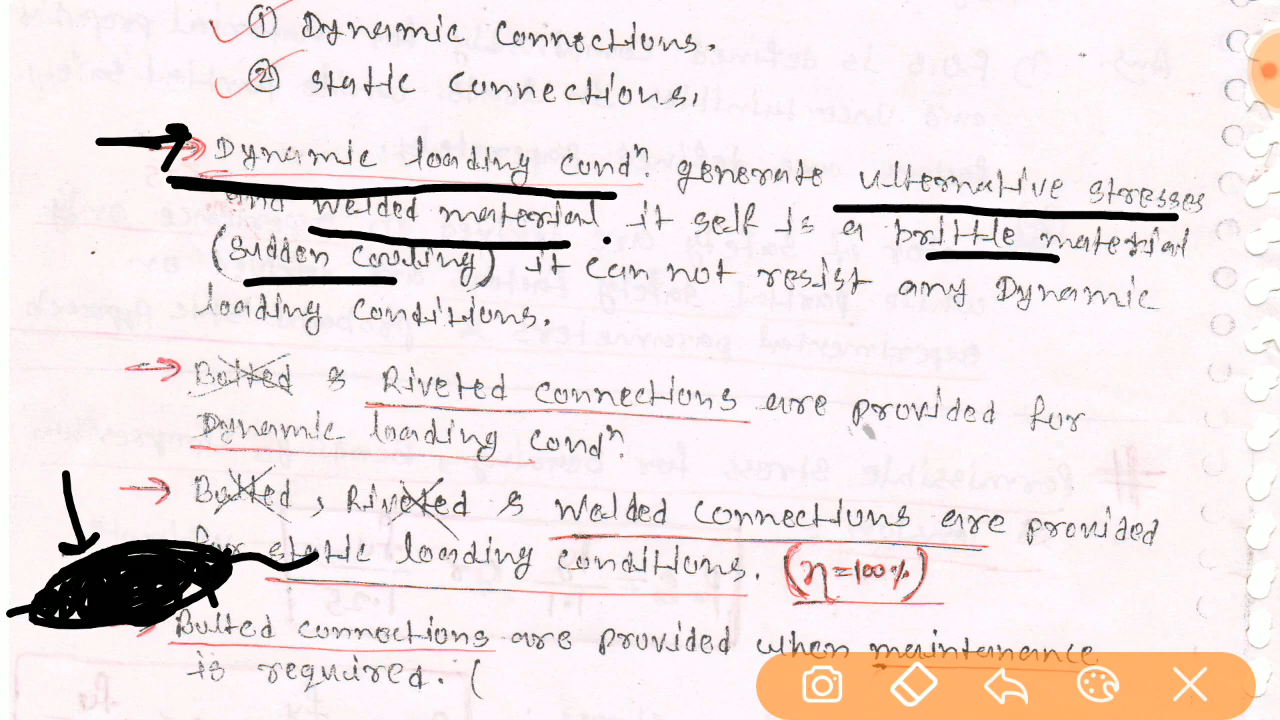 ① Dynamic Connections.
② static Connections.
→ Dynamic loading condⁿ. generate ulternative stresses
and welded material it self is a brittle material
(sudden cooling) it can not resist any Dynamic
loading Conditions.
→ Bolted & Riveted connections are provided for
Dynamic loading condⁿ.
→ Bolted, Riveted & welded connections are provided
for static loading conditions. (η=100%)
Bolted connections are provided when maintanance
is required. (